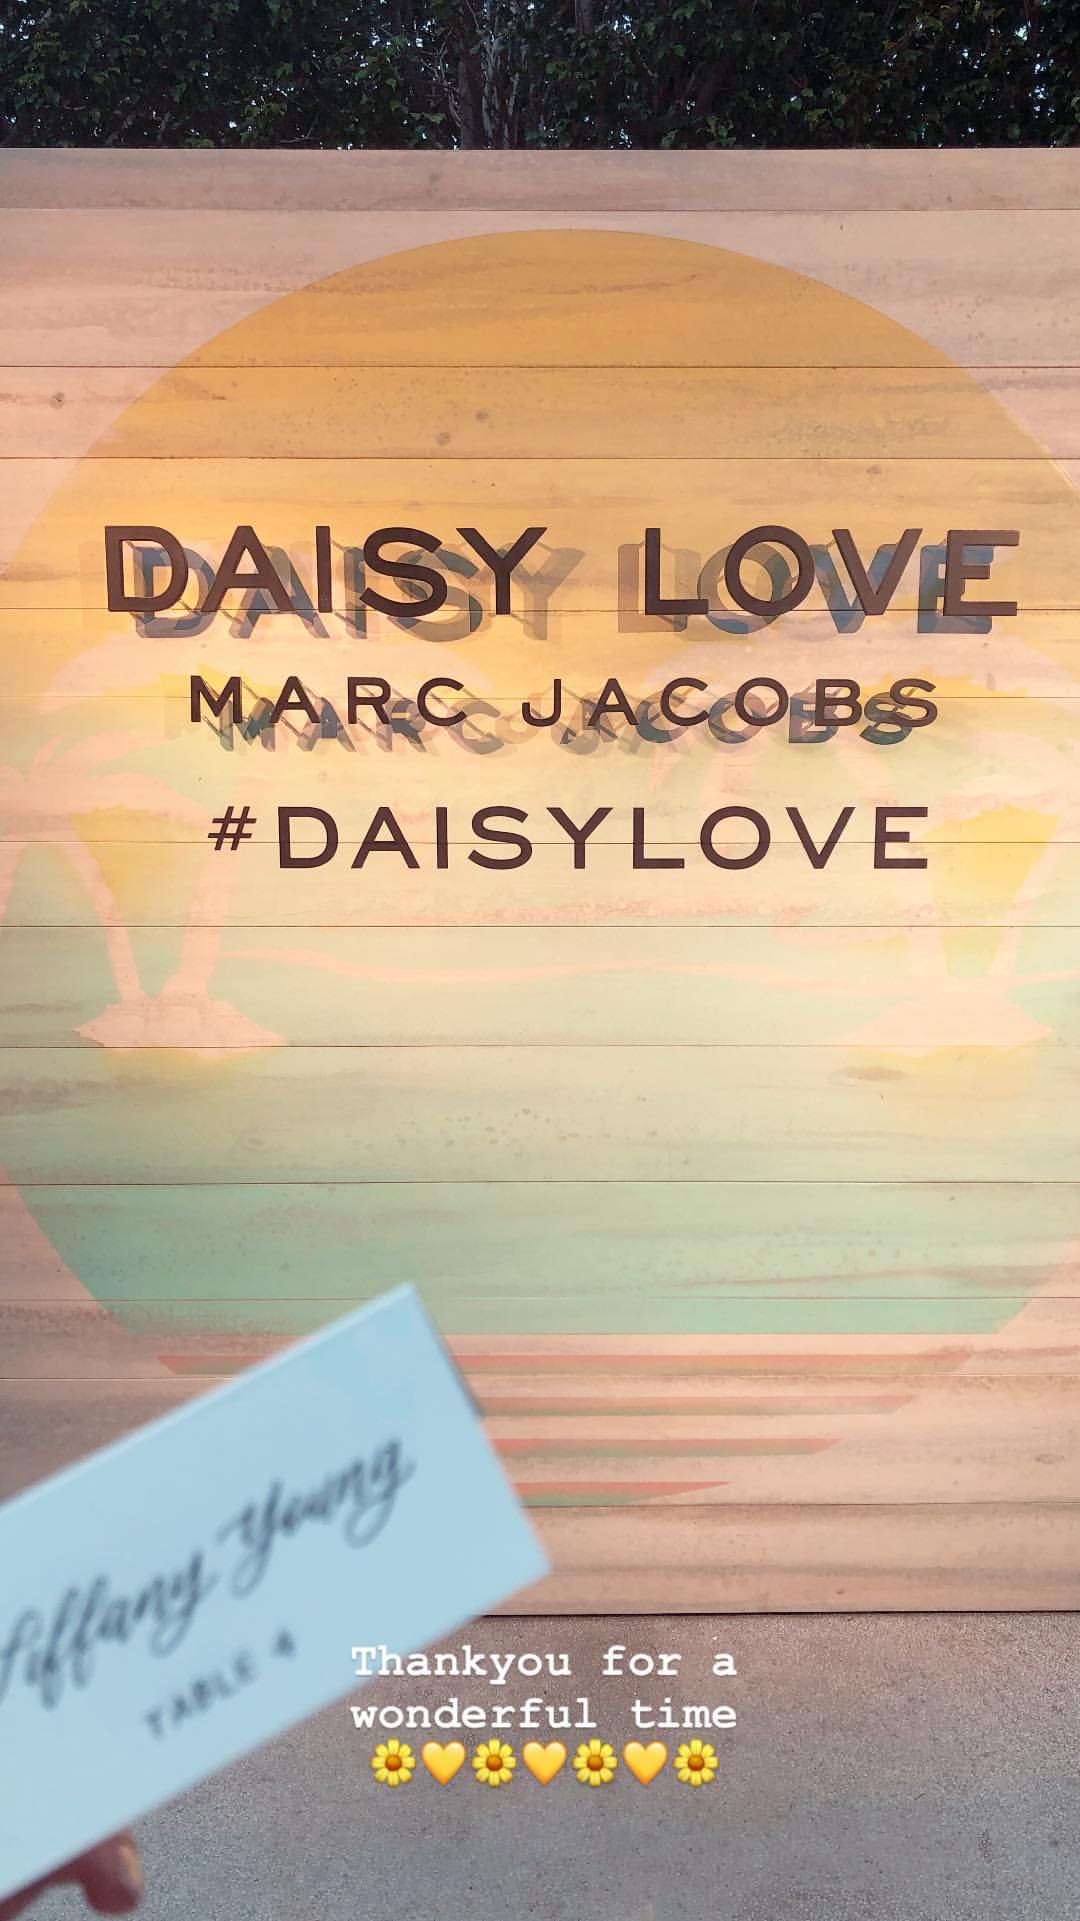 DAISY LOVE
MARC JACOBS
#DAISYLOVE
Tiffany Young
TABLE 4
Thankyou for a
wonderful time
🌼💛🌼💛🌼💛🌼